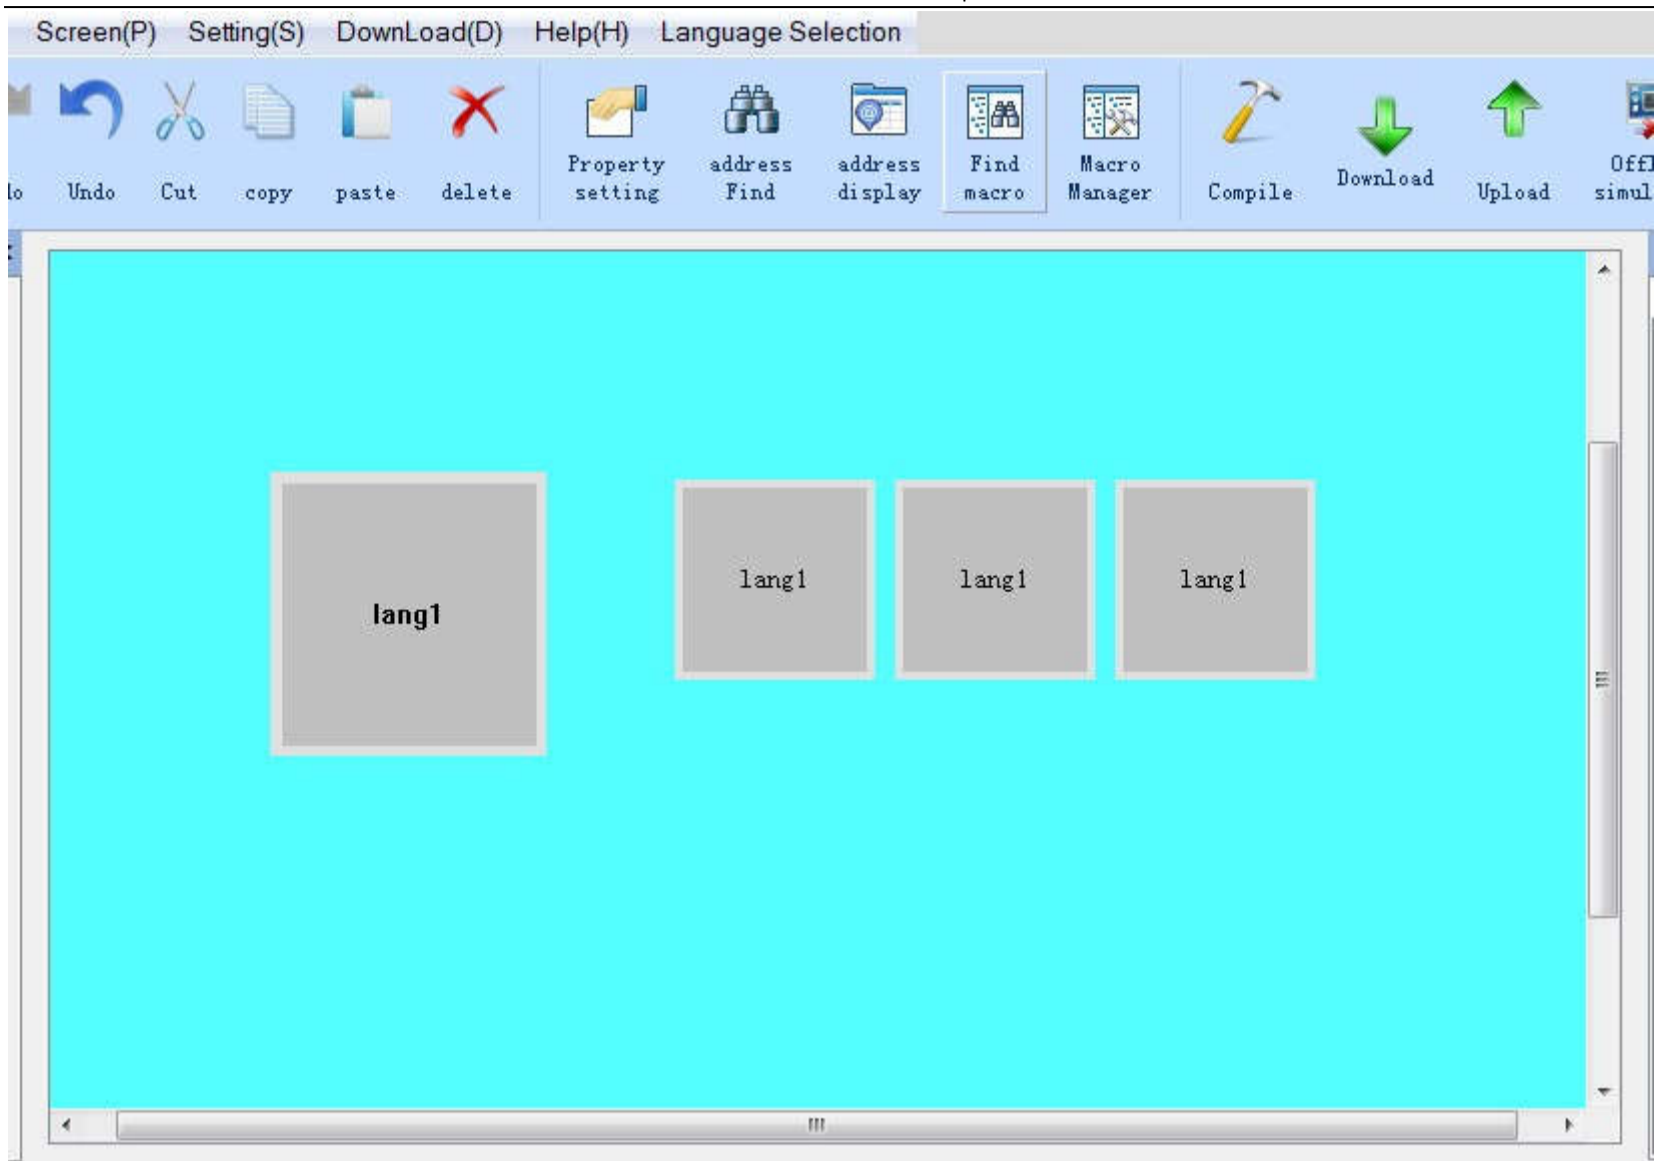 Screen(P) Setting(S) DownLoad(D) Help(H) Language Selection
Property address address Find Macro
setting Find display macro Manager
Undo Cut copy paste delete Compile Download Upload
lang1 lang1 lang1 lang1